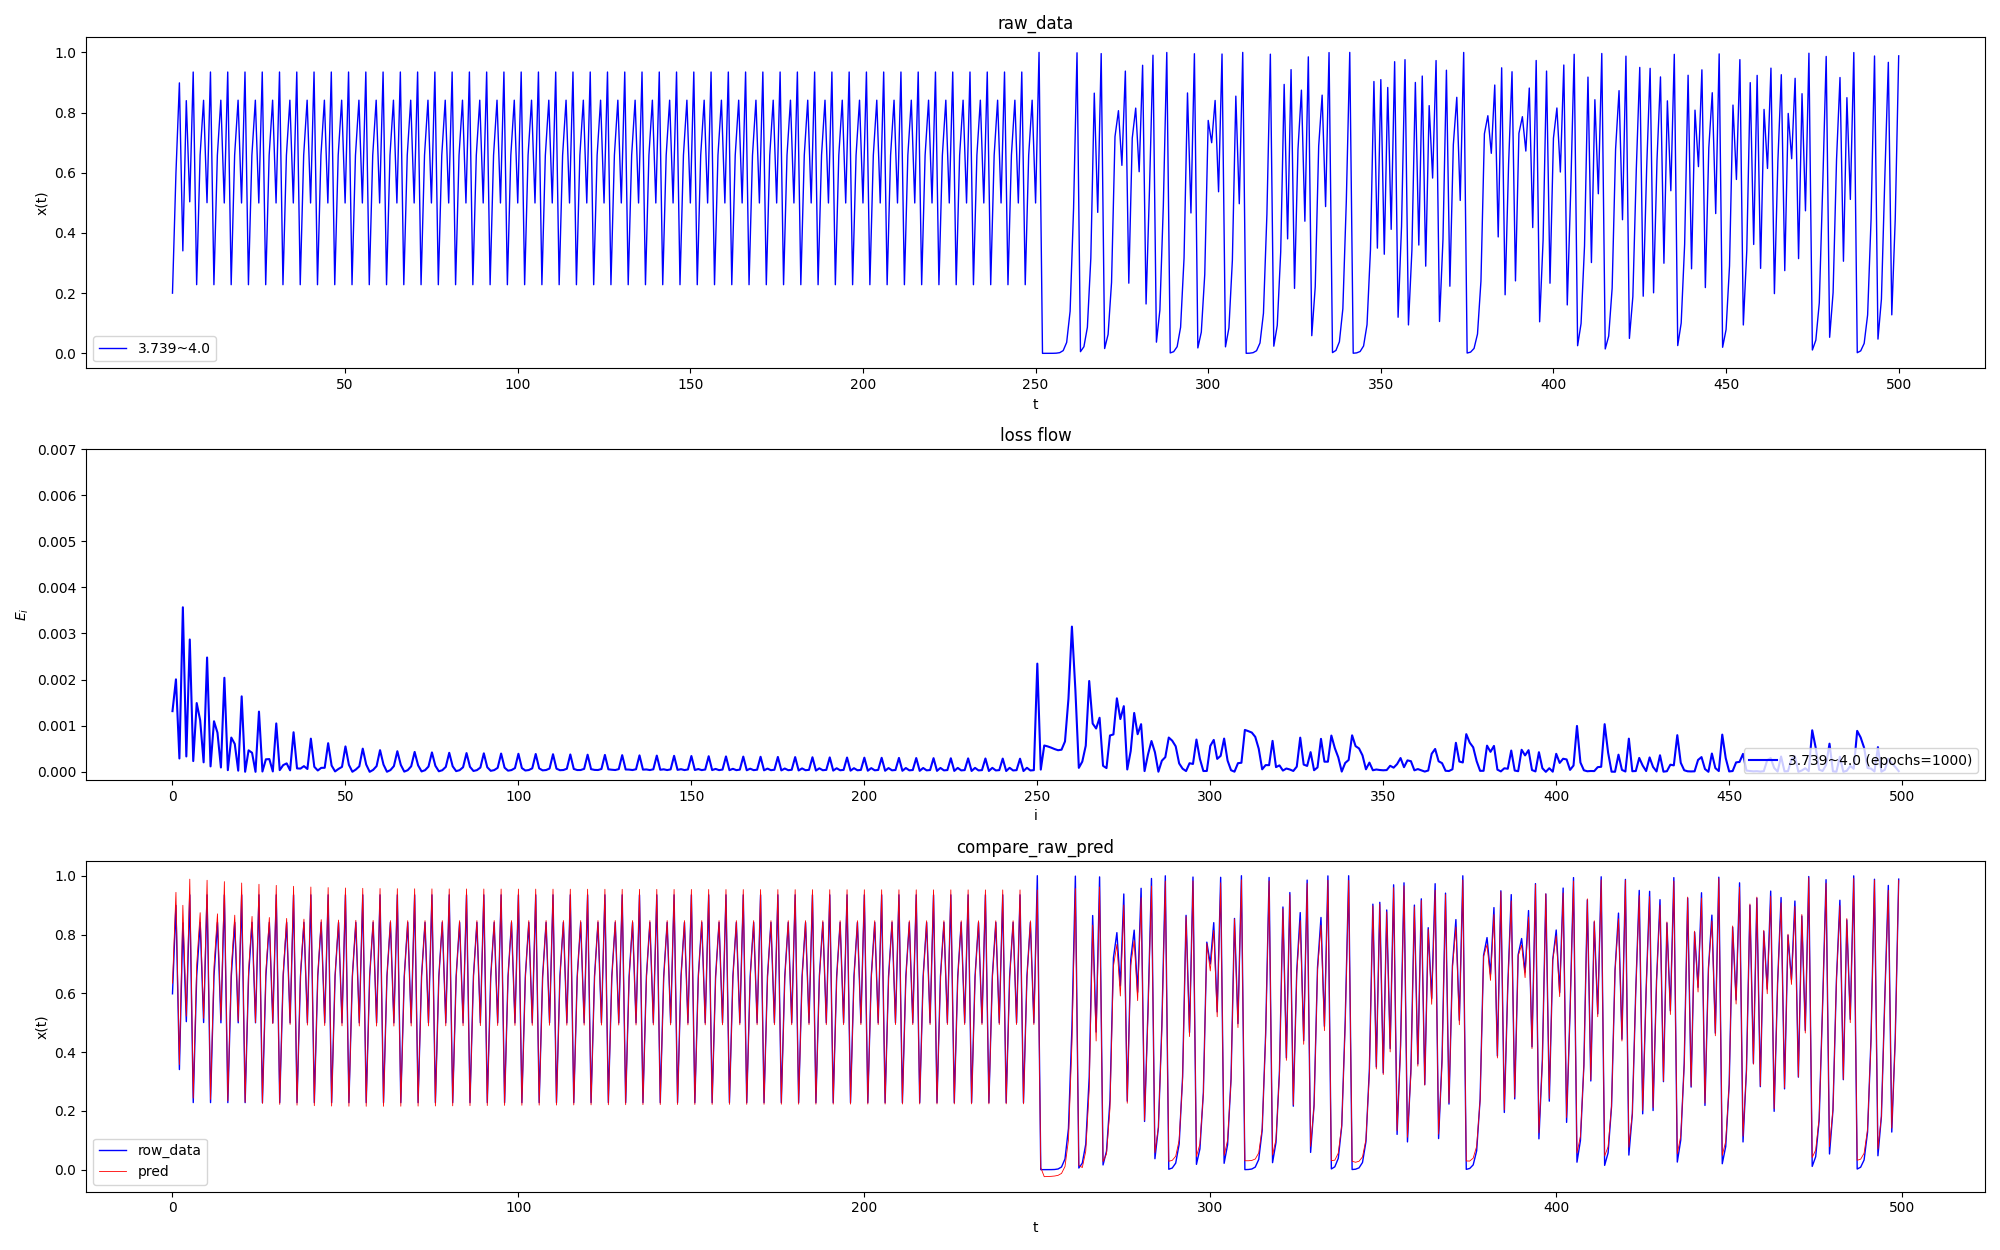 raw_data
1.0
0.8
0.6
0.4
0.2
0.0
x(t)
3.739~4.0
50 100 150 200 250 300 350 400 450 500
t
loss flow
0.007
0.006
0.005
0.004
0.003
0.002
0.001
0.000
E_i
3.739~4.0 (epochs=1000)
0 50 100 150 200 250 300 350 400 450 500
i
compare_raw_pred
1.0
0.8
0.6
0.4
0.2
0.0
x(t)
row_data
pred
0 100 200 300 400 500
t